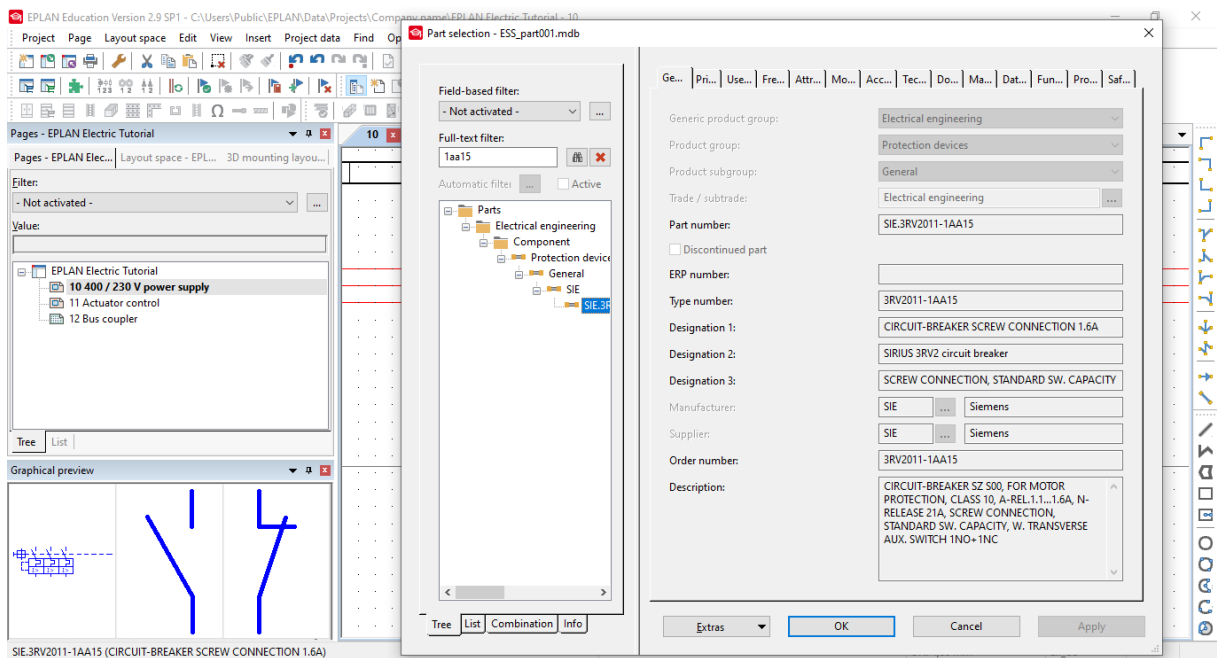 EPLAN Education Version 2.9 SP1 - C:\Users\Public\EPLAN\Data\Projects\Company name\EPLAN Electric Tutorial - 10
Project Page Layout space Edit View Insert Project data Find Op
Pages - EPLAN Electric Tutorial
Pages - EPLAN Elec... Layout space - EPL... 3D mounting layou...
Filter:
- Not activated -
...
Value:
EPLAN Electric Tutorial
10 400 / 230 V power supply
11 Actuator control
12 Bus coupler
Tree List
Graphical preview
SIE.3RV2011-1AA15 (CIRCUIT-BREAKER SCREW CONNECTION 1.6A)
10
Part selection - ESS_part001.mdb
Field-based filter:
- Not activated -
...
Full-text filter:
1aa15
Automatic filter ... Active
Parts
Electrical engineering
Component
Protection device
General
SIE
SIE.3R
Tree List Combination Info
Ge... Pri... Use... Fre... Attr... Mo... Acc... Tec... Do... Ma... Dat... Fun... Pro... Saf...
Generic product group: Electrical engineering
Product group: Protection devices
Product subgroup: General
Trade / subtrade: Electrical engineering ...
Part number: SIE.3RV2011-1AA15
Discontinued part
ERP number:
Type number: 3RV2011-1AA15
Designation 1: CIRCUIT-BREAKER SCREW CONNECTION 1.6A
Designation 2: SIRIUS 3RV2 circuit breaker
Designation 3: SCREW CONNECTION, STANDARD SW. CAPACITY
Manufacturer: SIE ... Siemens
Supplier: SIE ... Siemens
Order number: 3RV2011-1AA15
Description: CIRCUIT-BREAKER SZ S00, FOR MOTOR
PROTECTION, CLASS 10, A-REL.1.1...1.6A, N-
RELEASE 21A, SCREW CONNECTION,
STANDARD SW. CAPACITY, W. TRANSVERSE
AUX. SWITCH 1NO+1NC
Extras OK Cancel Apply